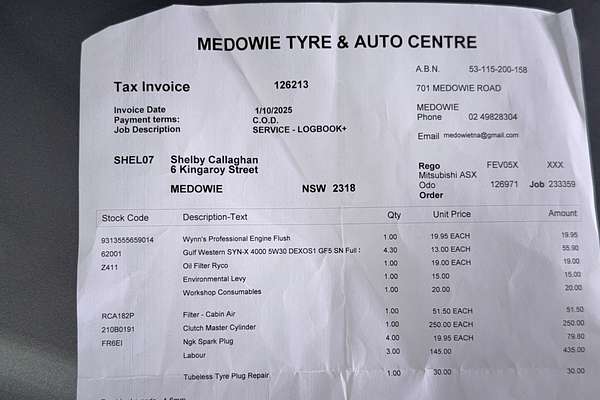 MEDOWIE TYRE & AUTO CENTRE
Tax Invoice 126213
A.B.N. 53-115-200-158
701 MEDOWIE ROAD
Invoice Date 1/10/2025
MEDOWIE
Payment terms: C.O.D.
Phone 02 49828304
Job Description SERVICE - LOGBOOK+
Email medowietna@gmail.com
SHEL07 Shelby Callaghan
6 Kingaroy Street
MEDOWIE NSW 2318
Rego FEV05X XXX
Mitsubishi ASX
Odo 126971 Job 233359
Order
Stock Code Description-Text Qty Unit Price Amount
9313555659014 Wynn's Professional Engine Flush 1.00 19.95 EACH 19.95
62001 Gulf Western SYN-X 4000 5W30 DEXOS1 GF5 SN Full 4.30 13.00 EACH 55.90
Z411 Oil Filter Ryco 1.00 19.00 EACH 19.00
Environmental Levy 1.00 15.00 15.00
Workshop Consumables 1.00 20.00 20.00
RCA182P Filter - Cabin Air 1.00 51.50 EACH 51.50
210B0191 Clutch Master Cylinder 1.00 250.00 EACH 250.00
FR6EI Ngk Spark Plug 4.00 19.95 EACH 79.80
Labour 3.00 145.00 435.00
Tubeless Tyre Plug Repair 1.00 30.00 30.00